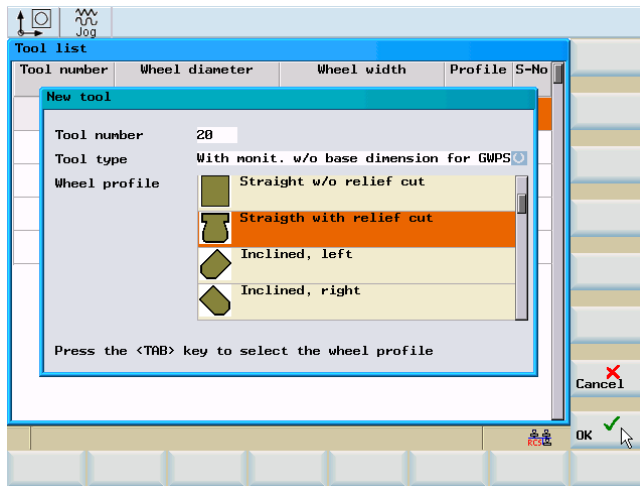 Jog
Tool list
Tool number Wheel diameter Wheel width Profile S-No
New tool
Tool number 20
Tool type With monit. w/o base dimension for GWPS
Wheel profile Straight w/o relief cut
Straigth with relief cut
Inclined, left
Inclined, right
Press the <TAB> key to select the wheel profile
Cancel
OK
RCS